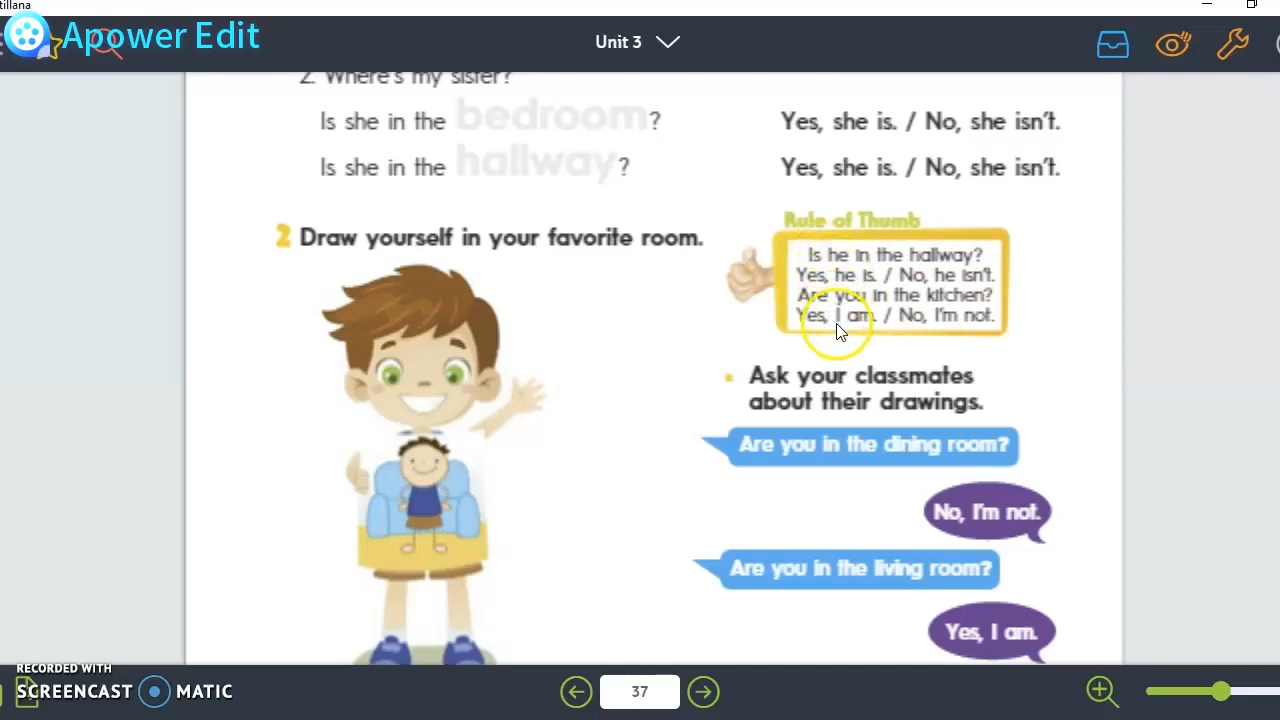 tillana
Apower Edit
Unit 3
2. Where's my sister?
Is she in the bedroom?
Yes, she is. / No, she isn't.
Is she in the hallway?
Yes, she is. / No, she isn't.
2 Draw yourself in your favorite room.
Rule of Thumb
Is he in the hallway?
Yes, he is. / No, he isn't.
Are you in the kitchen?
Yes, I am. / No, I'm not.
Ask your classmates
about their drawings.
Are you in the dining room?
No, I'm not.
Are you in the living room?
Yes, I am.
RECORDED WITH
SCREENCAST MATIC
37